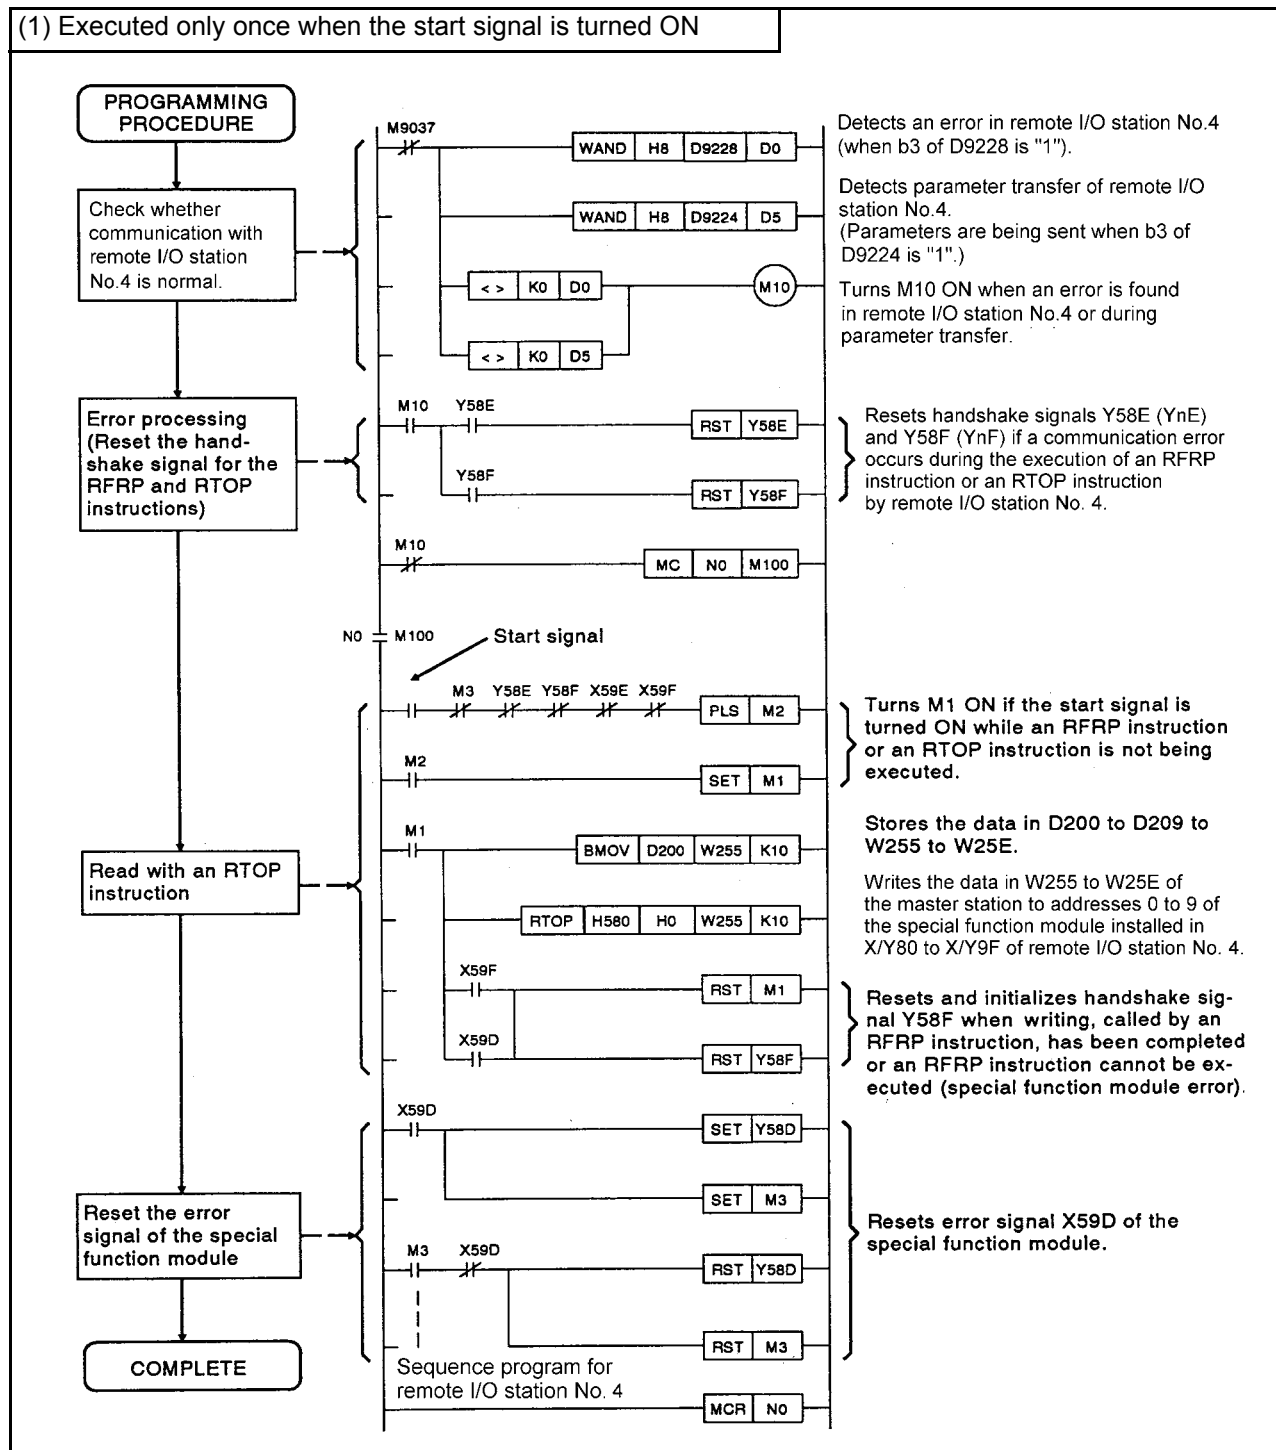 (1) Executed only once when the start signal is turned ON
PROGRAMMING
PROCEDURE
Check whether
communication with
remote I/O station
No.4 is normal.
M9037
WAND H8 D9228 D0
WAND H8 D9224 D5
< > K0 D0
M10
< > K0 D5
Detects an error in remote I/O station No.4
(when b3 of D9228 is "1").
Detects parameter transfer of remote I/O
station No.4.
(Parameters are being sent when b3 of
D9224 is "1".)
Turns M10 ON when an error is found
in remote I/O station No.4 or during
parameter transfer.
Error processing
(Reset the hand-
shake signal for the
RFRP and RTOP
instructions)
M10 Y58E
RST Y58E
Y58F
RST Y58F
Resets handshake signals Y58E (YnE)
and Y58F (YnF) if a communication error
occurs during the execution of an RFRP
instruction or an RTOP instruction
by remote I/O station No. 4.
M10
MC N0 M100
N0 M100
Start signal
M3 Y58E Y58F X59E X59F
PLS M2
M2
SET M1
Turns M1 ON if the start signal is
turned ON while an RFRP instruction
or an RTOP instruction is not being
executed.
Read with an RTOP
instruction
M1
BMOV D200 W255 K10
RTOP H580 H0 W255 K10
Stores the data in D200 to D209 to
W255 to W25E.
Writes the data in W255 to W25E of
the master station to addresses 0 to 9 of
the special function module installed in
X/Y80 to X/Y9F of remote I/O station No. 4.
X59F
RST M1
X59D
RST Y58F
Resets and initializes handshake sig-
nal Y58F when writing, called by an
RFRP instruction, has been completed
or an RFRP instruction cannot be ex-
ecuted (special function module error).
Reset the error
signal of the special
function module
X59D
SET Y58D
SET M3
M3 X59D
RST Y58D
RST M3
Resets error signal X59D of the
special function module.
COMPLETE
Sequence program for
remote I/O station No. 4
MCR N0